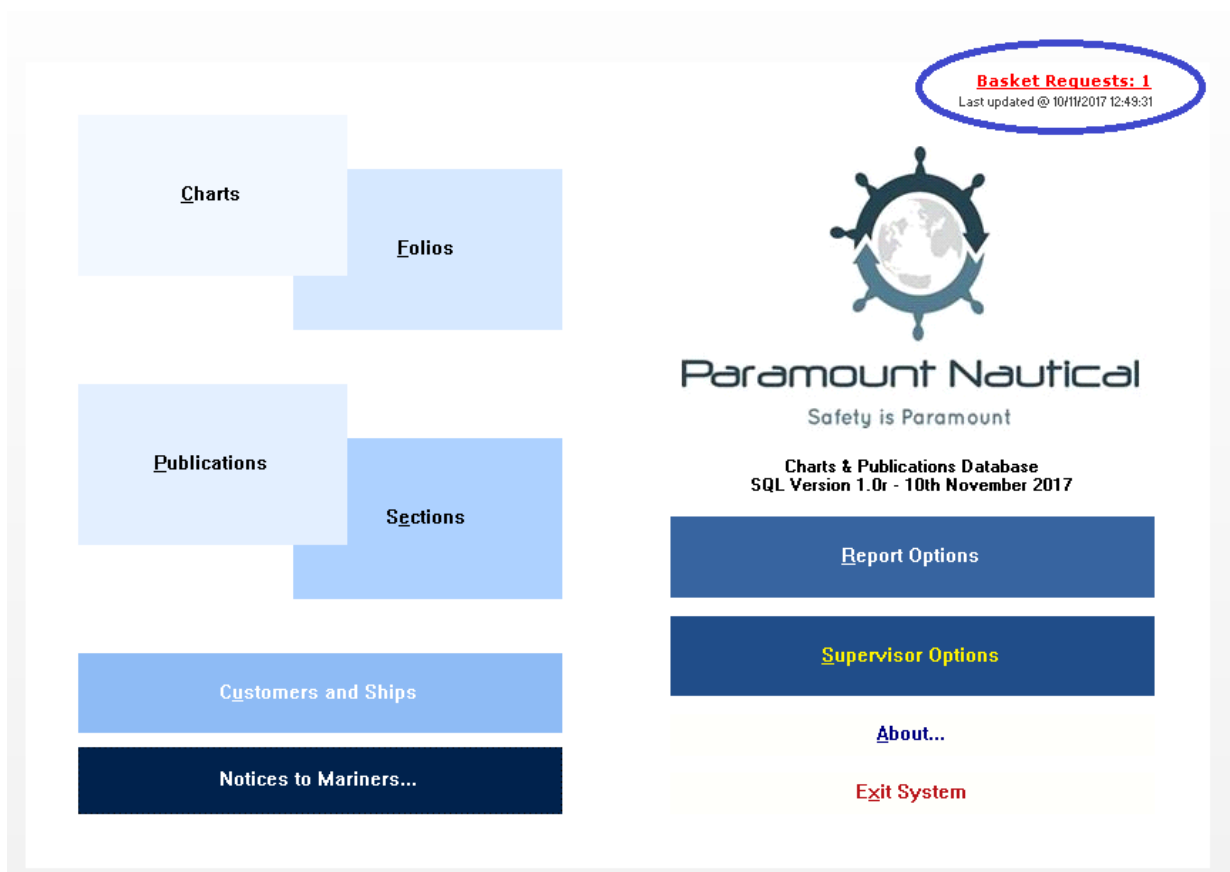 Basket Requests: 1
Last updated @ 10/11/2017 12:49:31
Charts
Folios
Publications
Sections
Customers and Ships
Notices to Mariners...
Paramount Nautical
Safety is Paramount
Charts & Publications Database
SQL Version 1.0r - 10th November 2017
Report Options
Supervisor Options
About...
Exit System